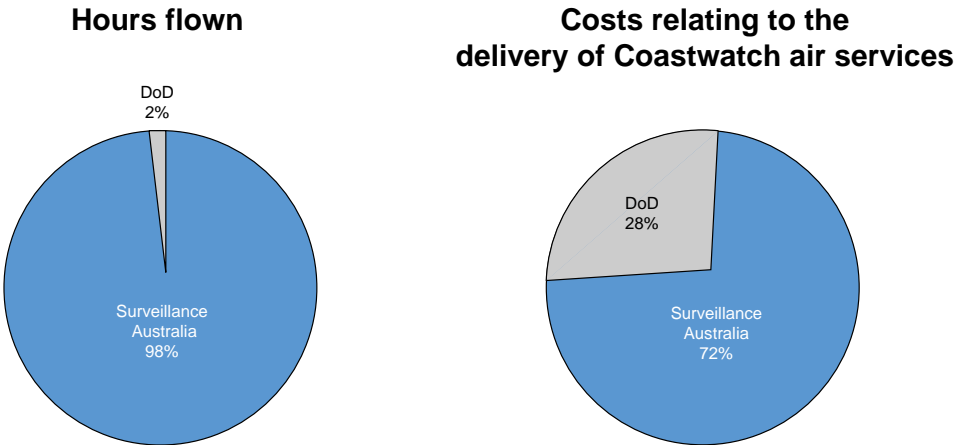 Hours flown
DoD
2%
Surveillance
Australia
98%
Costs relating to the
delivery of Coastwatch air services
DoD
28%
Surveillance
Australia
72%